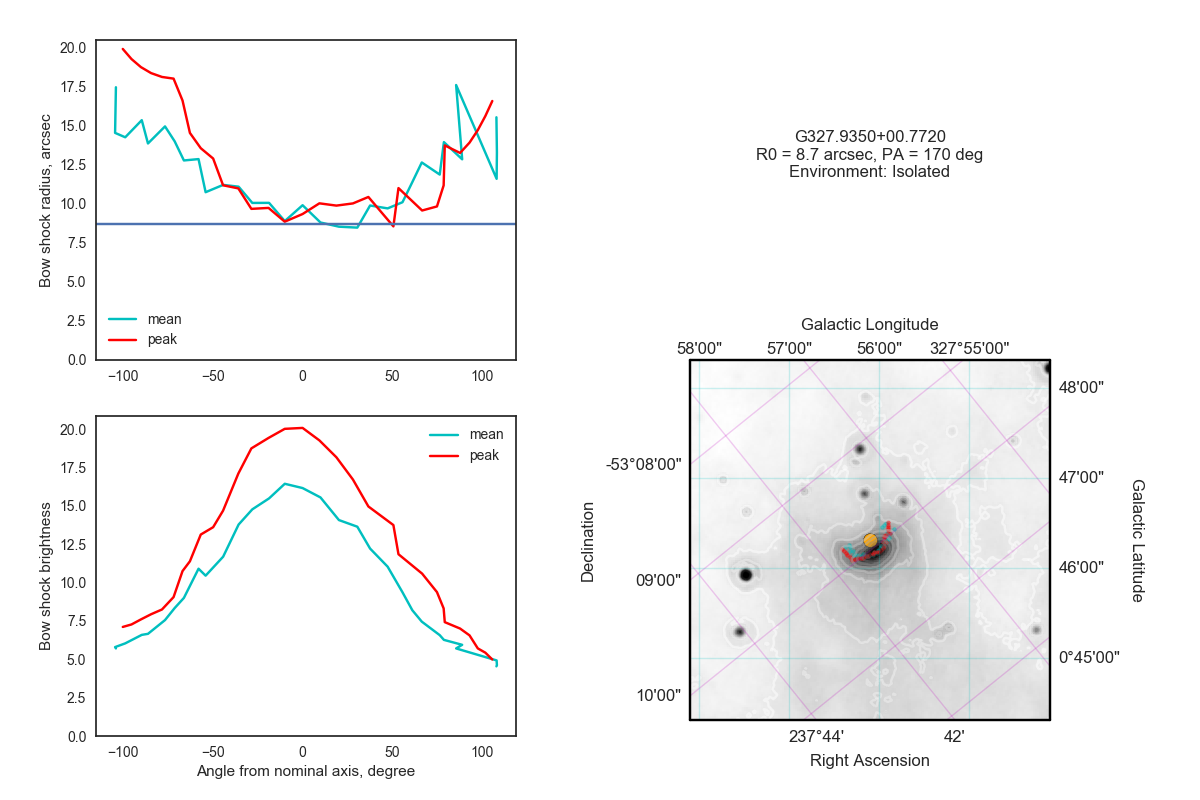 20.0
17.5
15.0
12.5
10.0
7.5
5.0
2.5
0.0
Bow shock radius, arcsec
mean
peak
−100
−50
0
50
100
G327.9350+00.7720
R0 = 8.7 arcsec, PA = 170 deg
Environment: Isolated
20.0
17.5
15.0
12.5
10.0
7.5
5.0
2.5
0.0
Bow shock brightness
mean
peak
−100
−50
0
50
100
Angle from nominal axis, degree
Galactic Longitude
58'00"
57'00"
56'00"
327°55'00"
48'00"
47'00"
46'00"
0°45'00"
Galactic Latitude
-53°08'00"
09'00"
10'00"
Declination
237°44'
42'
Right Ascension